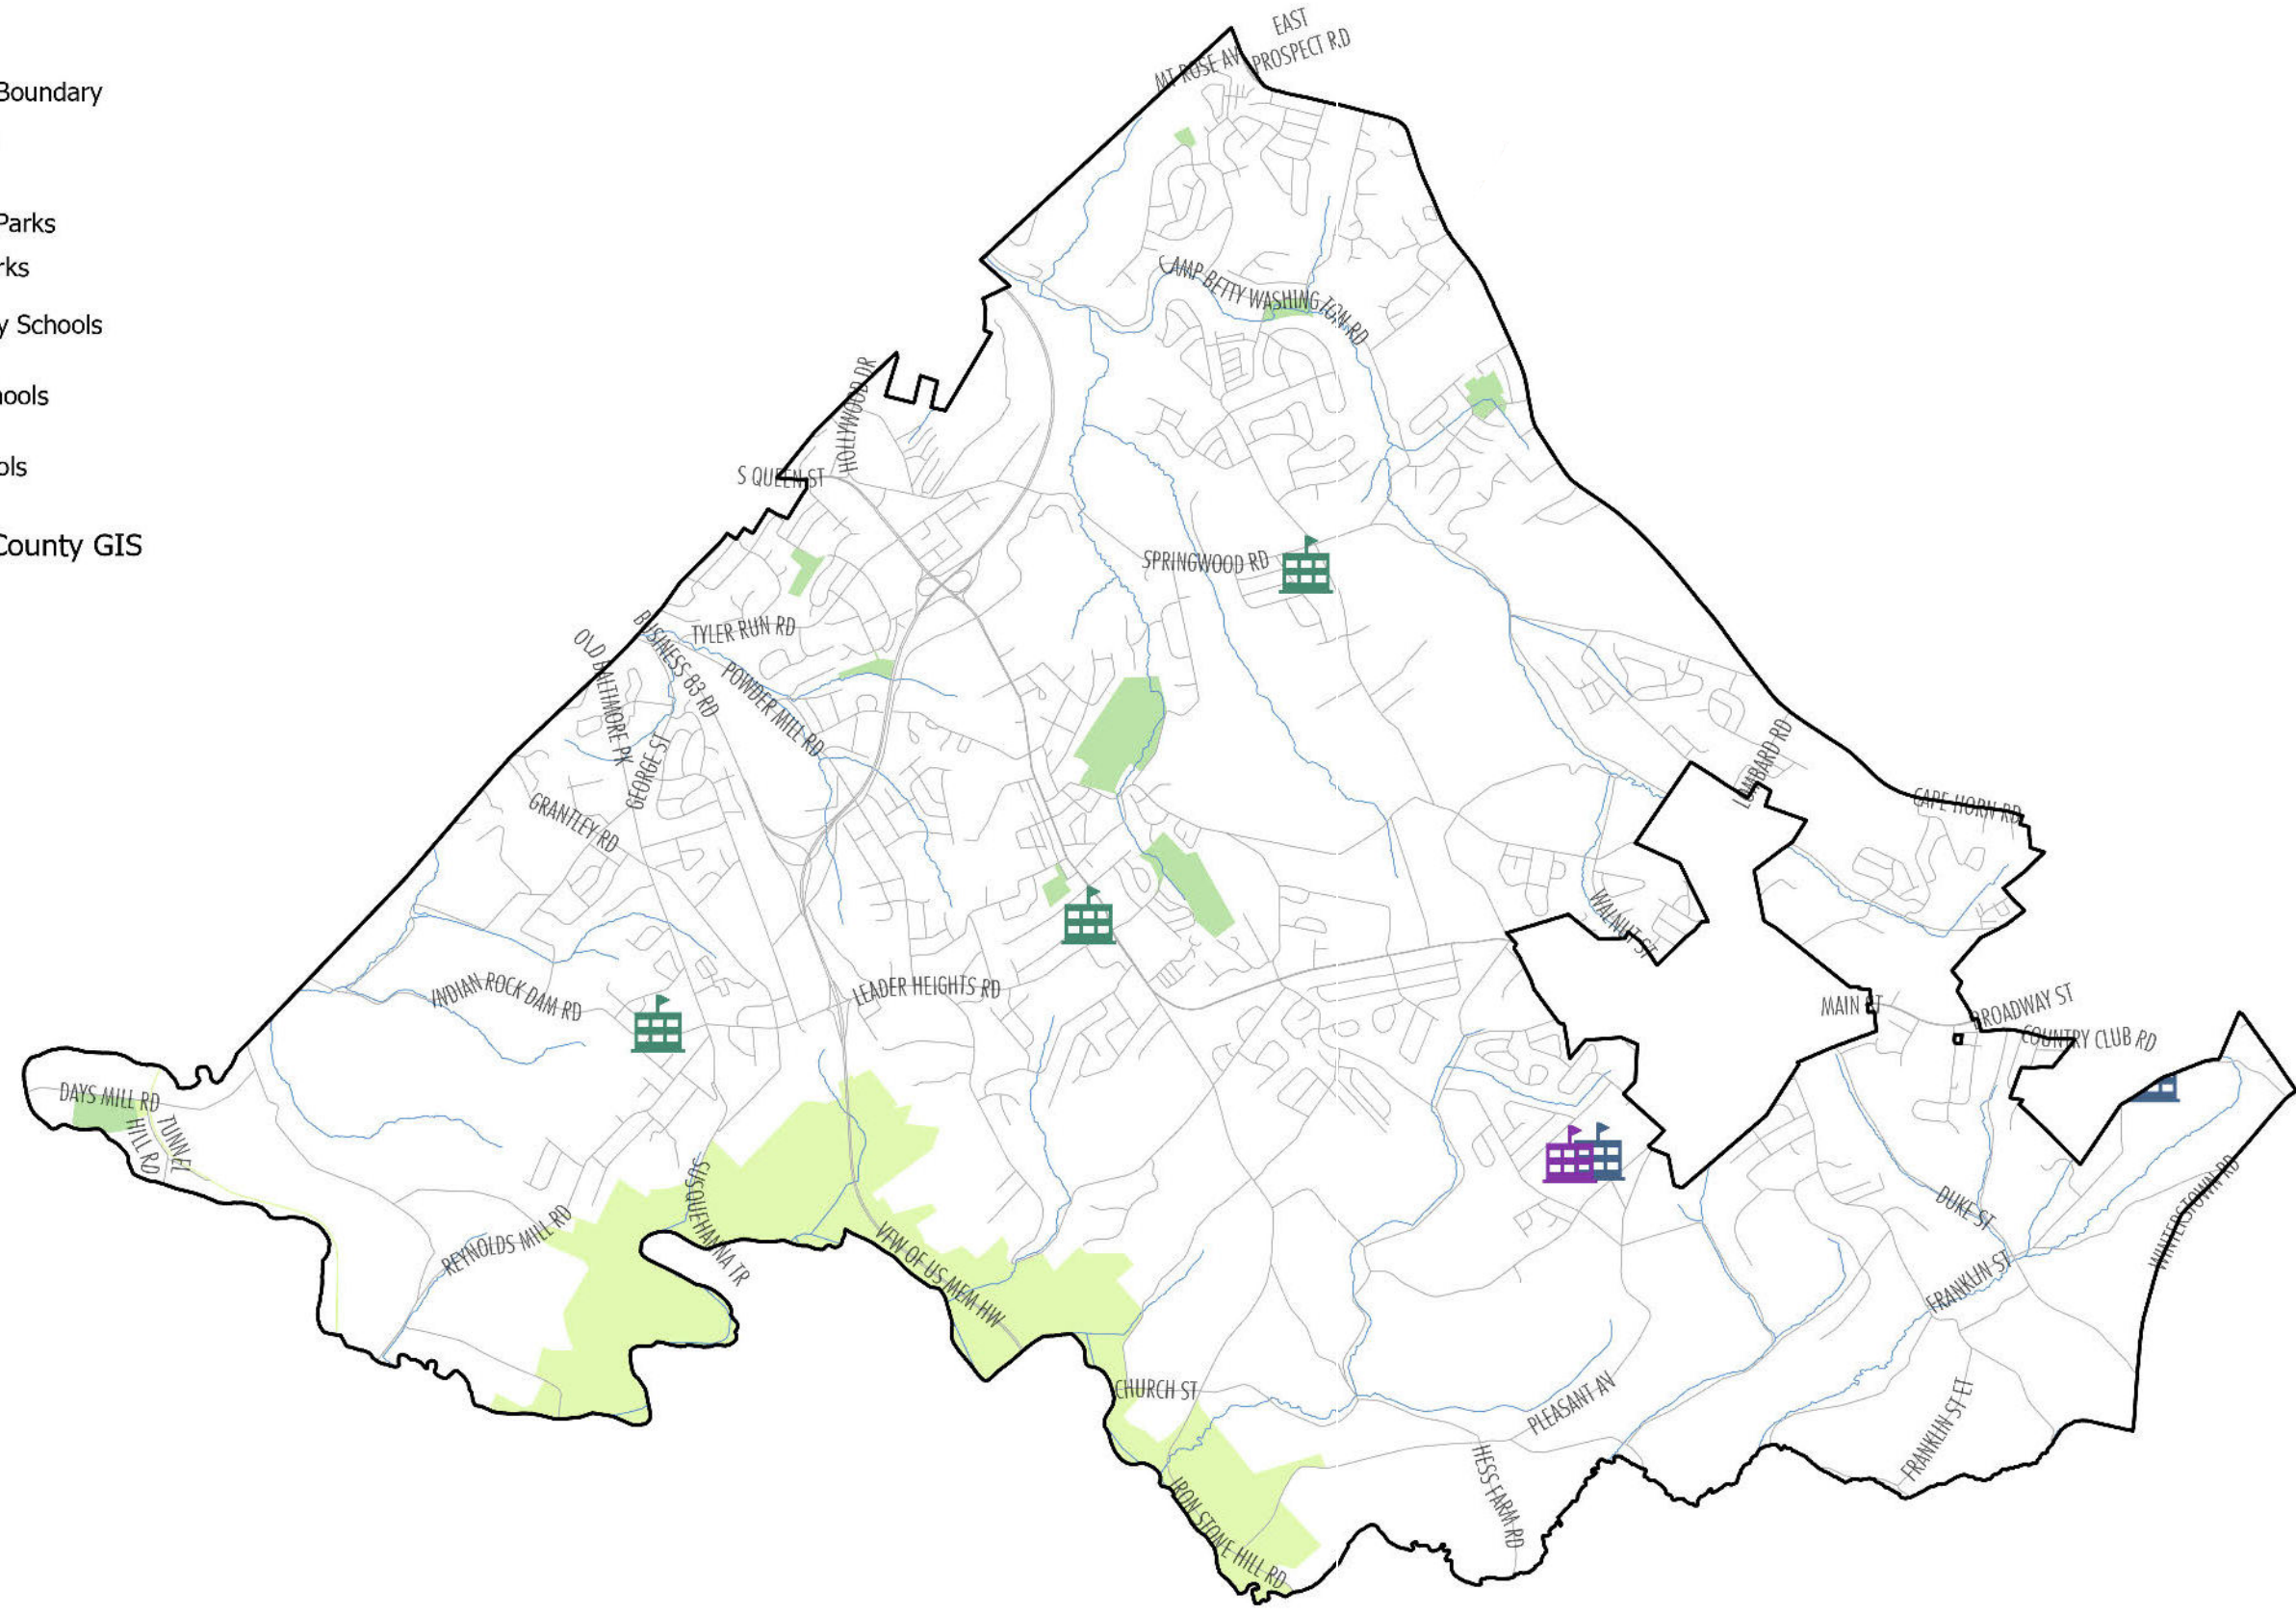 Boundary
Parks
rks
y Schools
hools
ols
County GIS
EAST
PROSPECT RD
MT ROSE AV
CAMP BETTY WASHINGTON RD
HOLLYWOOD DR
S QUEEN ST
SPRINGWOOD RD
TYLER RUN RD
BUSINESS 83 RD
OLD BALTIMORE PK
POWDER MILL RD
GEORGE ST
GRANTLEY RD
LOMBARD RD
CAPE HORN RD
WALNUT ST
INDIAN ROCK DAM RD
LEADER HEIGHTS RD
MAIN ST
BROADWAY ST
COUNTRY CLUB RD
DAYS MILL RD
TUNNEL
HILL RD
SUSQUEHANNA TR
REYNOLDS MILL RD
VFW OF US MEM HW
DUKE ST
WINTERSTOWN RD
FRANKLIN ST
CHURCH ST
PLEASANT AV
FRANKLIN ST ET
HESS FARM RD
IRON STONE HILL RD